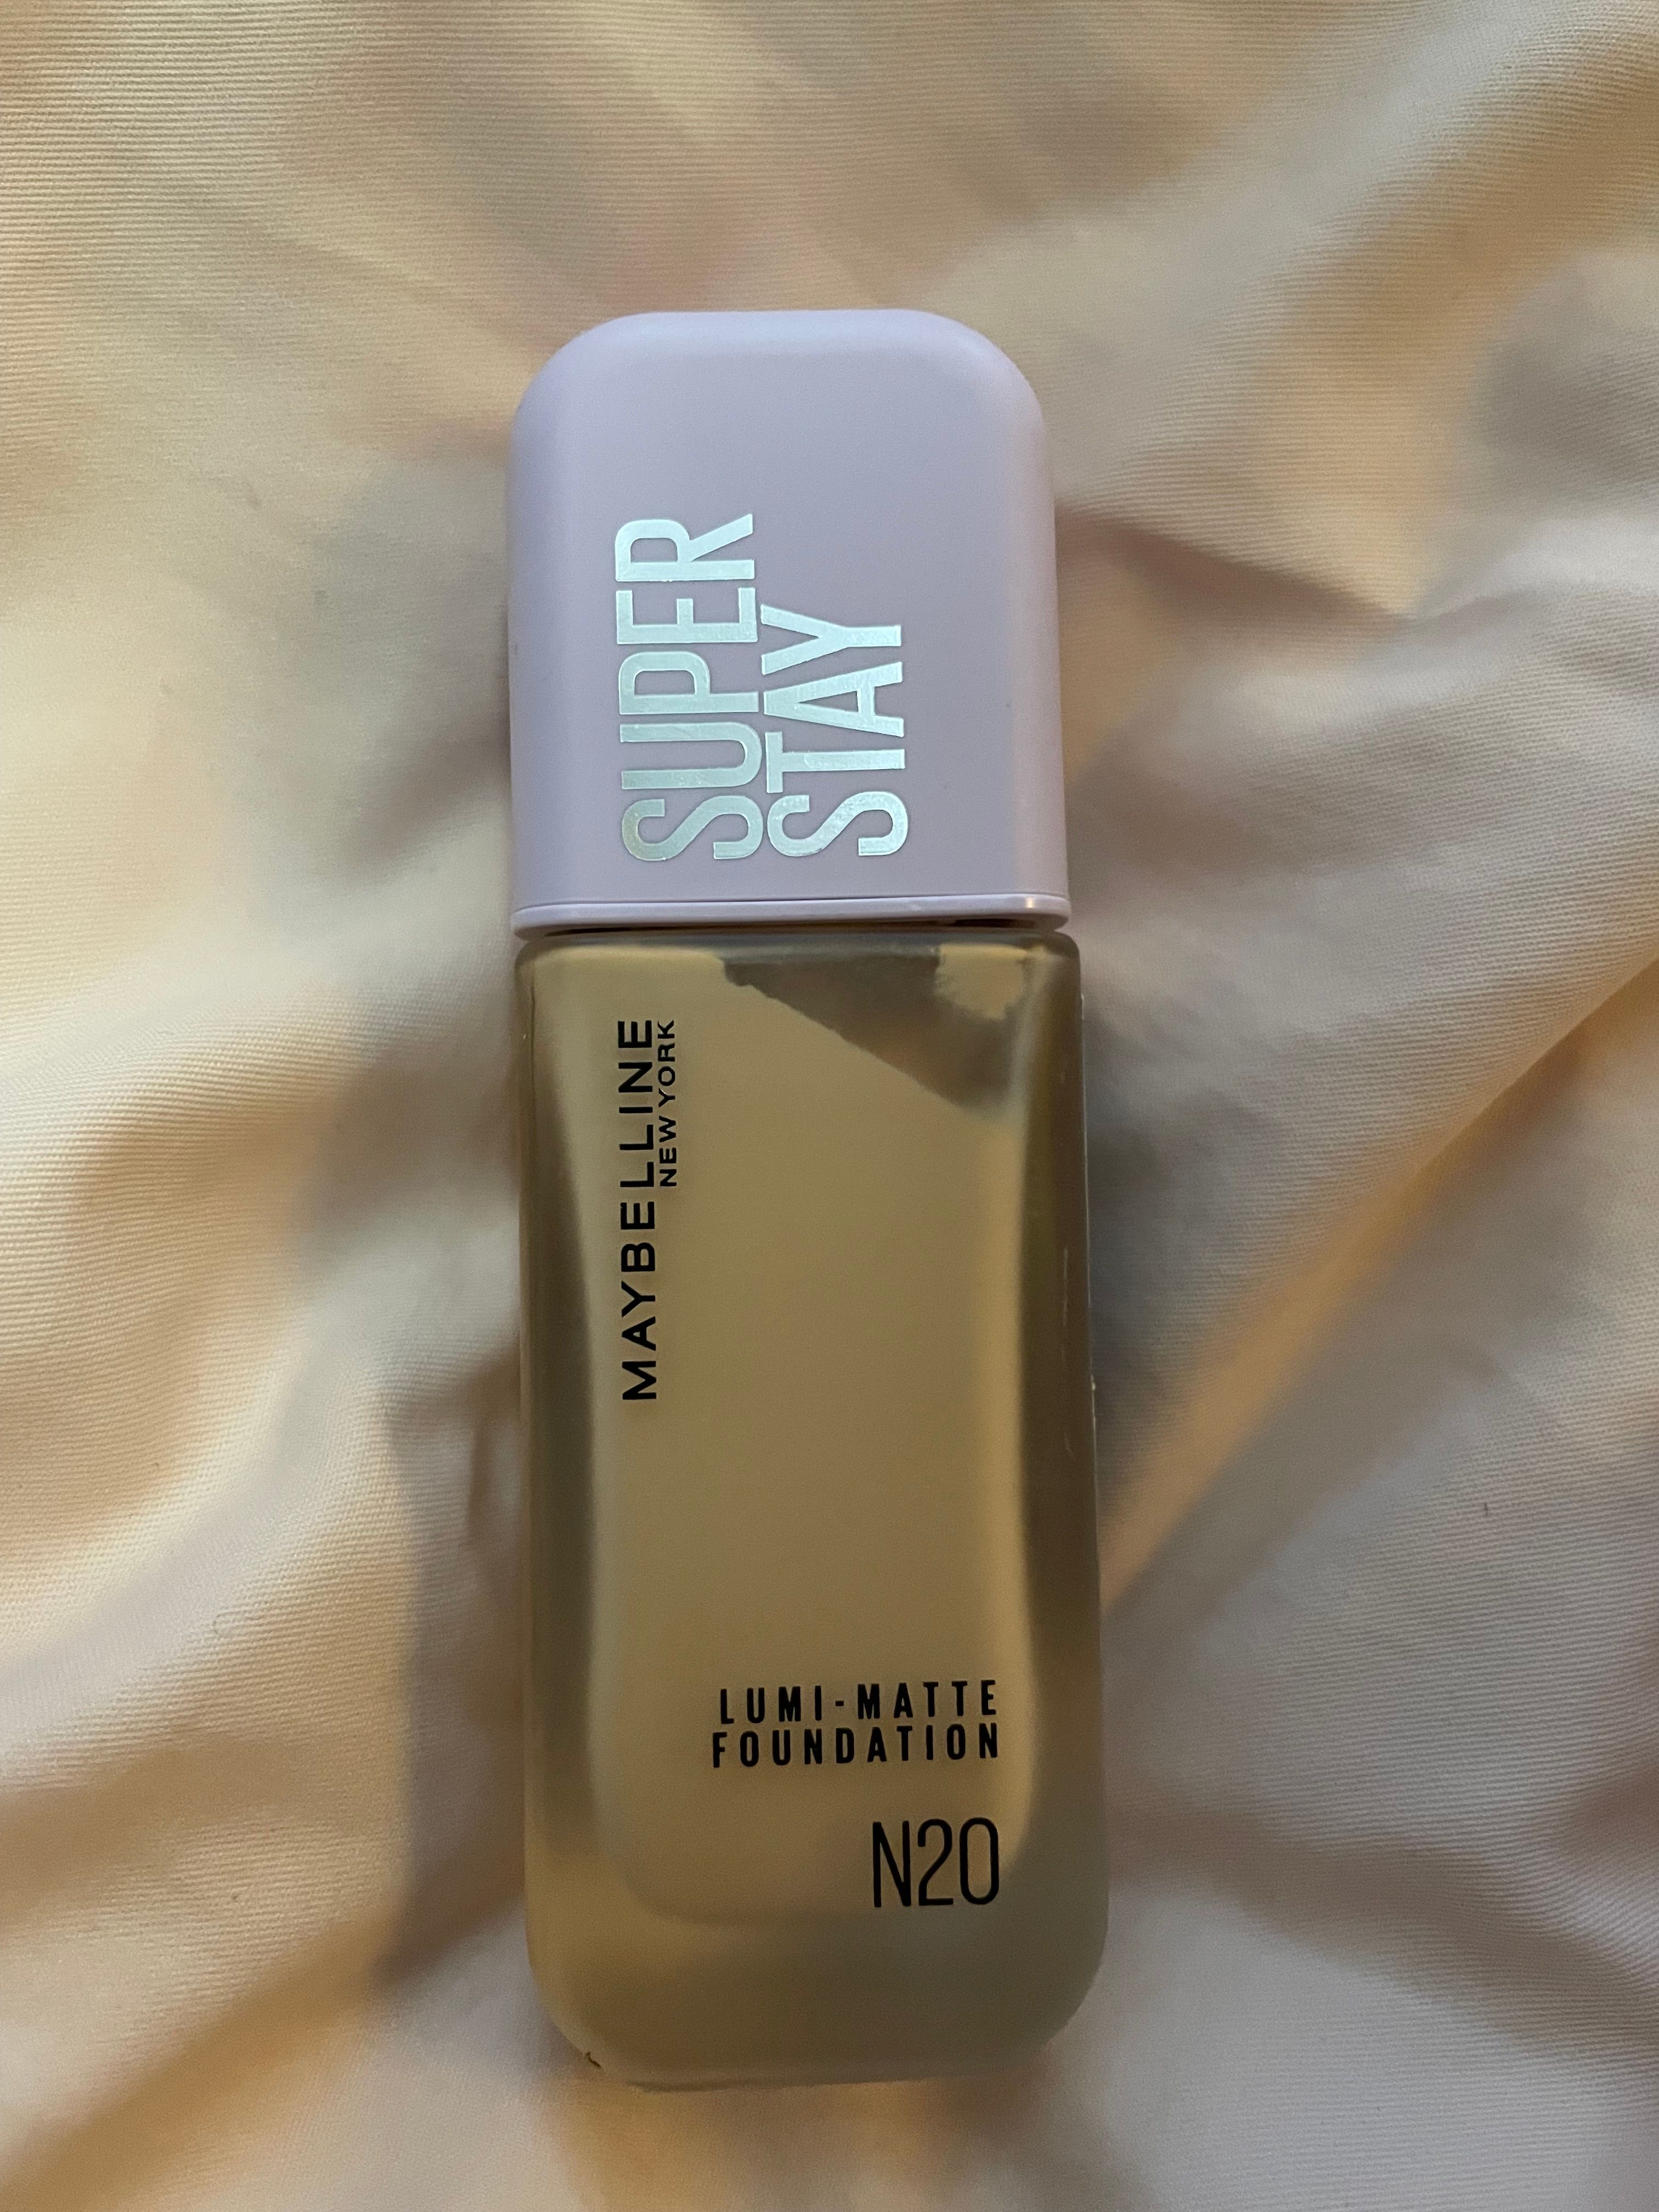 SUPER
STAY
MAYBELLINE
NEW YORK
LUMI-MATTE
FOUNDATION
N20